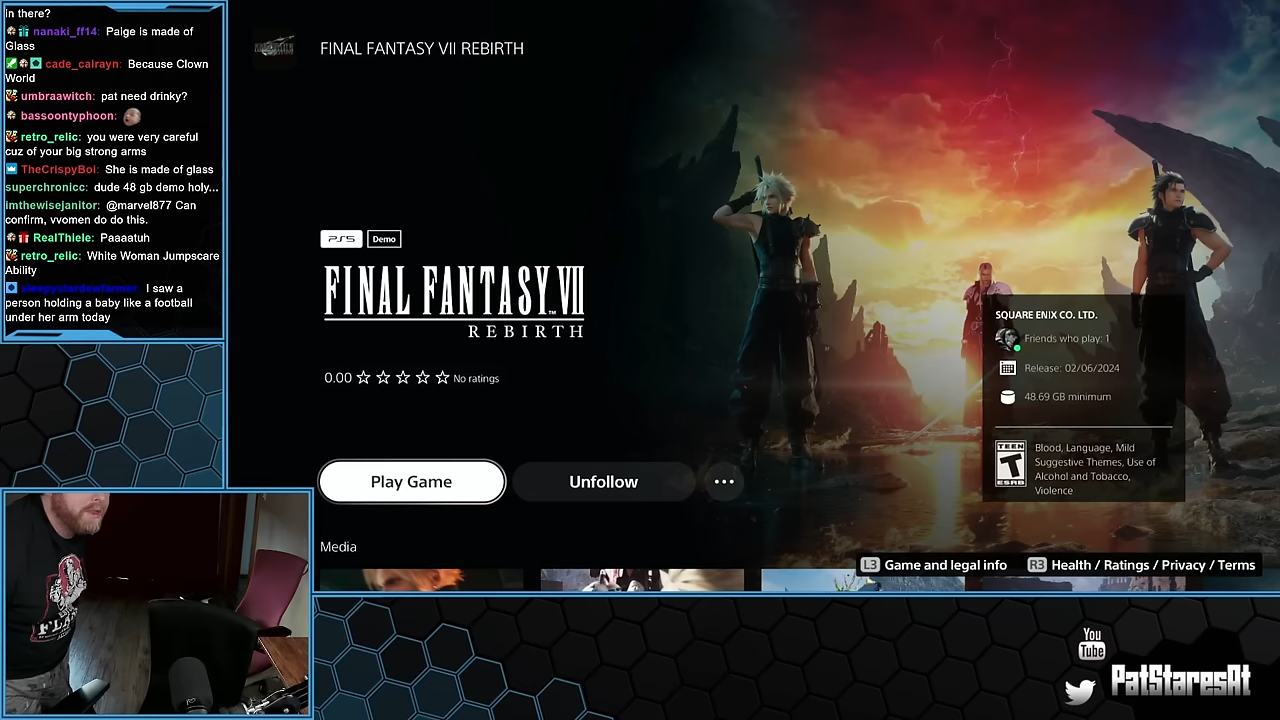 in there?
nanaki_ff14: Paige is made of
Glass
cade_calrayn: Because Clown
World
umbraawitch: pat need drinky?
bassoontyphoon:
retro_relic: you were very careful
cuz of your big strong arms
TheCrispyBoi: She is made of glass
superchronicc: dude 48 gb demo holy...
imthewisejanitor: @marvel877 Can
confirm, vvomen do do this.
RealThiele: Paaaatuh
retro_relic: White Woman Jumpscare
Ability
sleepystardewfarmer: I saw a
person holding a baby like a football
under her arm today
FINAL FANTASY VII REBIRTH
PS5 Demo
FINAL FANTASY VII
REBIRTH
0.00 No ratings
Play Game
Unfollow
...
SQUARE ENIX CO. LTD.
Friends who play: 1
Release: 02/06/2024
48.69 GB minimum
TEEN
T
ESRB
Blood, Language, Mild
Suggestive Themes, Use of
Alcohol and Tobacco,
Violence
Media
L3 Game and legal info
R3 Health / Ratings / Privacy / Terms
You
Tube
PatStaresAt